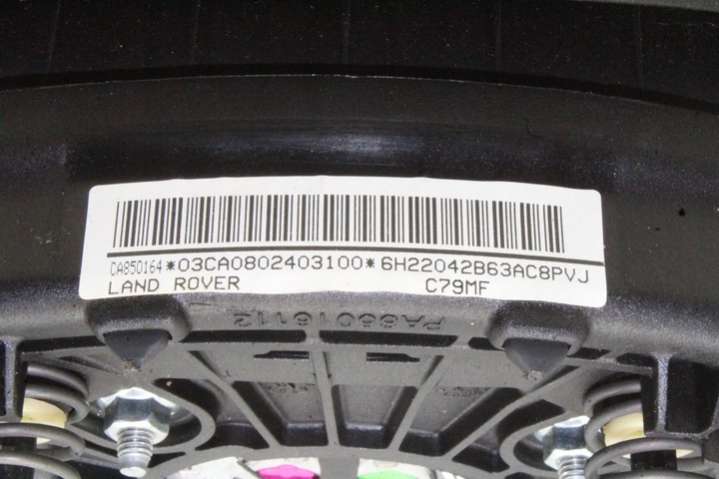 CA850164*03CA0802403100*6H22042B63AC8PVJ
LAND ROVER C79MF
PA66016112